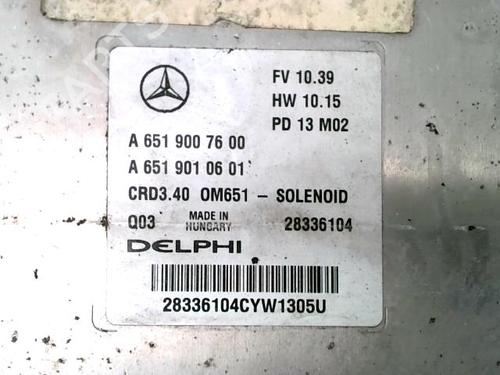 FV 10.39
HW 10.15
PD 13 M02
A 651 900 76 00
A 651 901 06 01
CRD3.40 OM651 – SOLENOID
Q03 MADE IN HUNGARY 28336104
DELPHI
28336104CYW1305U